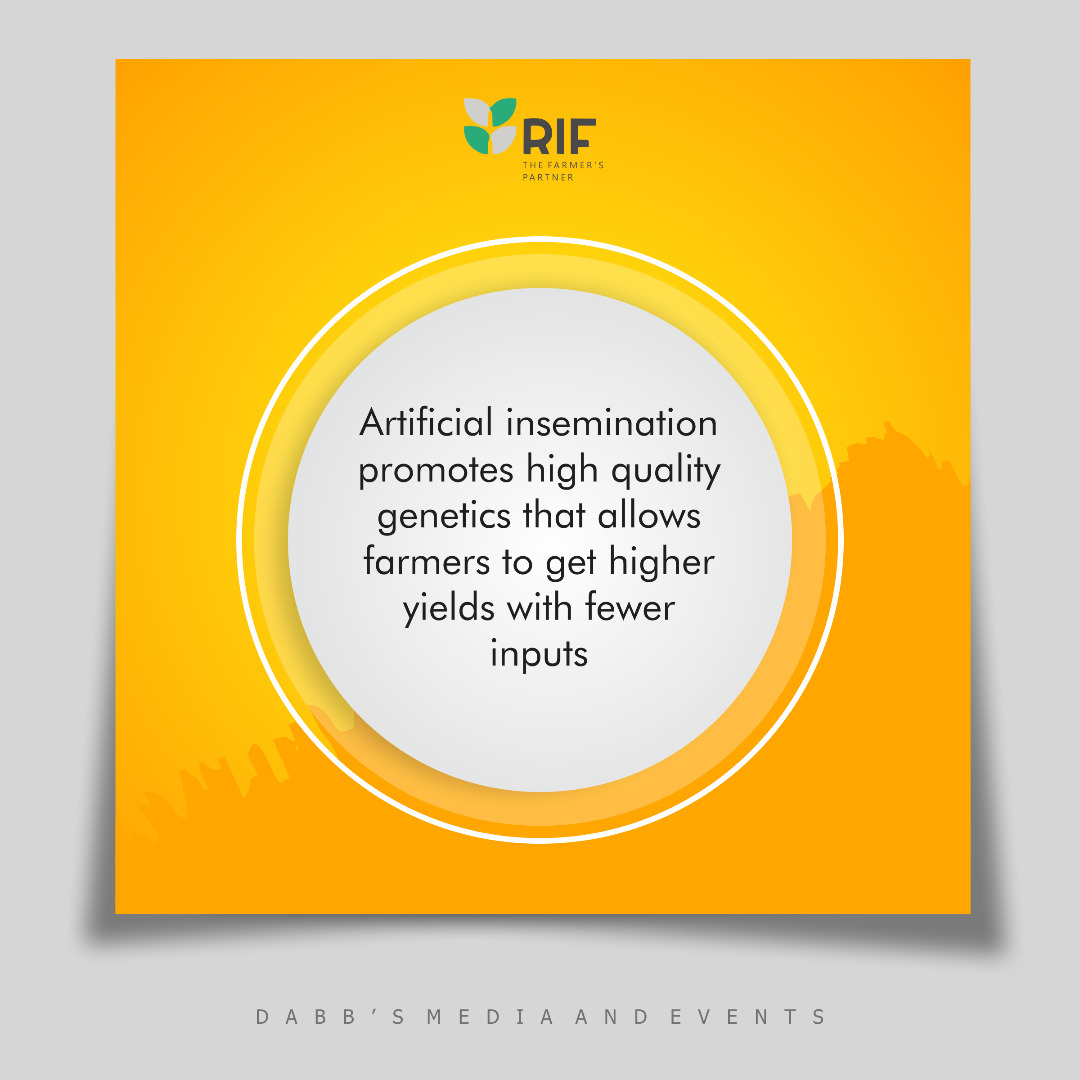 RIF
THE FARMER'S
PARTNER
Artificial insemination
promotes high quality
genetics that allows
farmers to get higher
yields with fewer
inputs
DABB'S MEDIA AND EVENTS